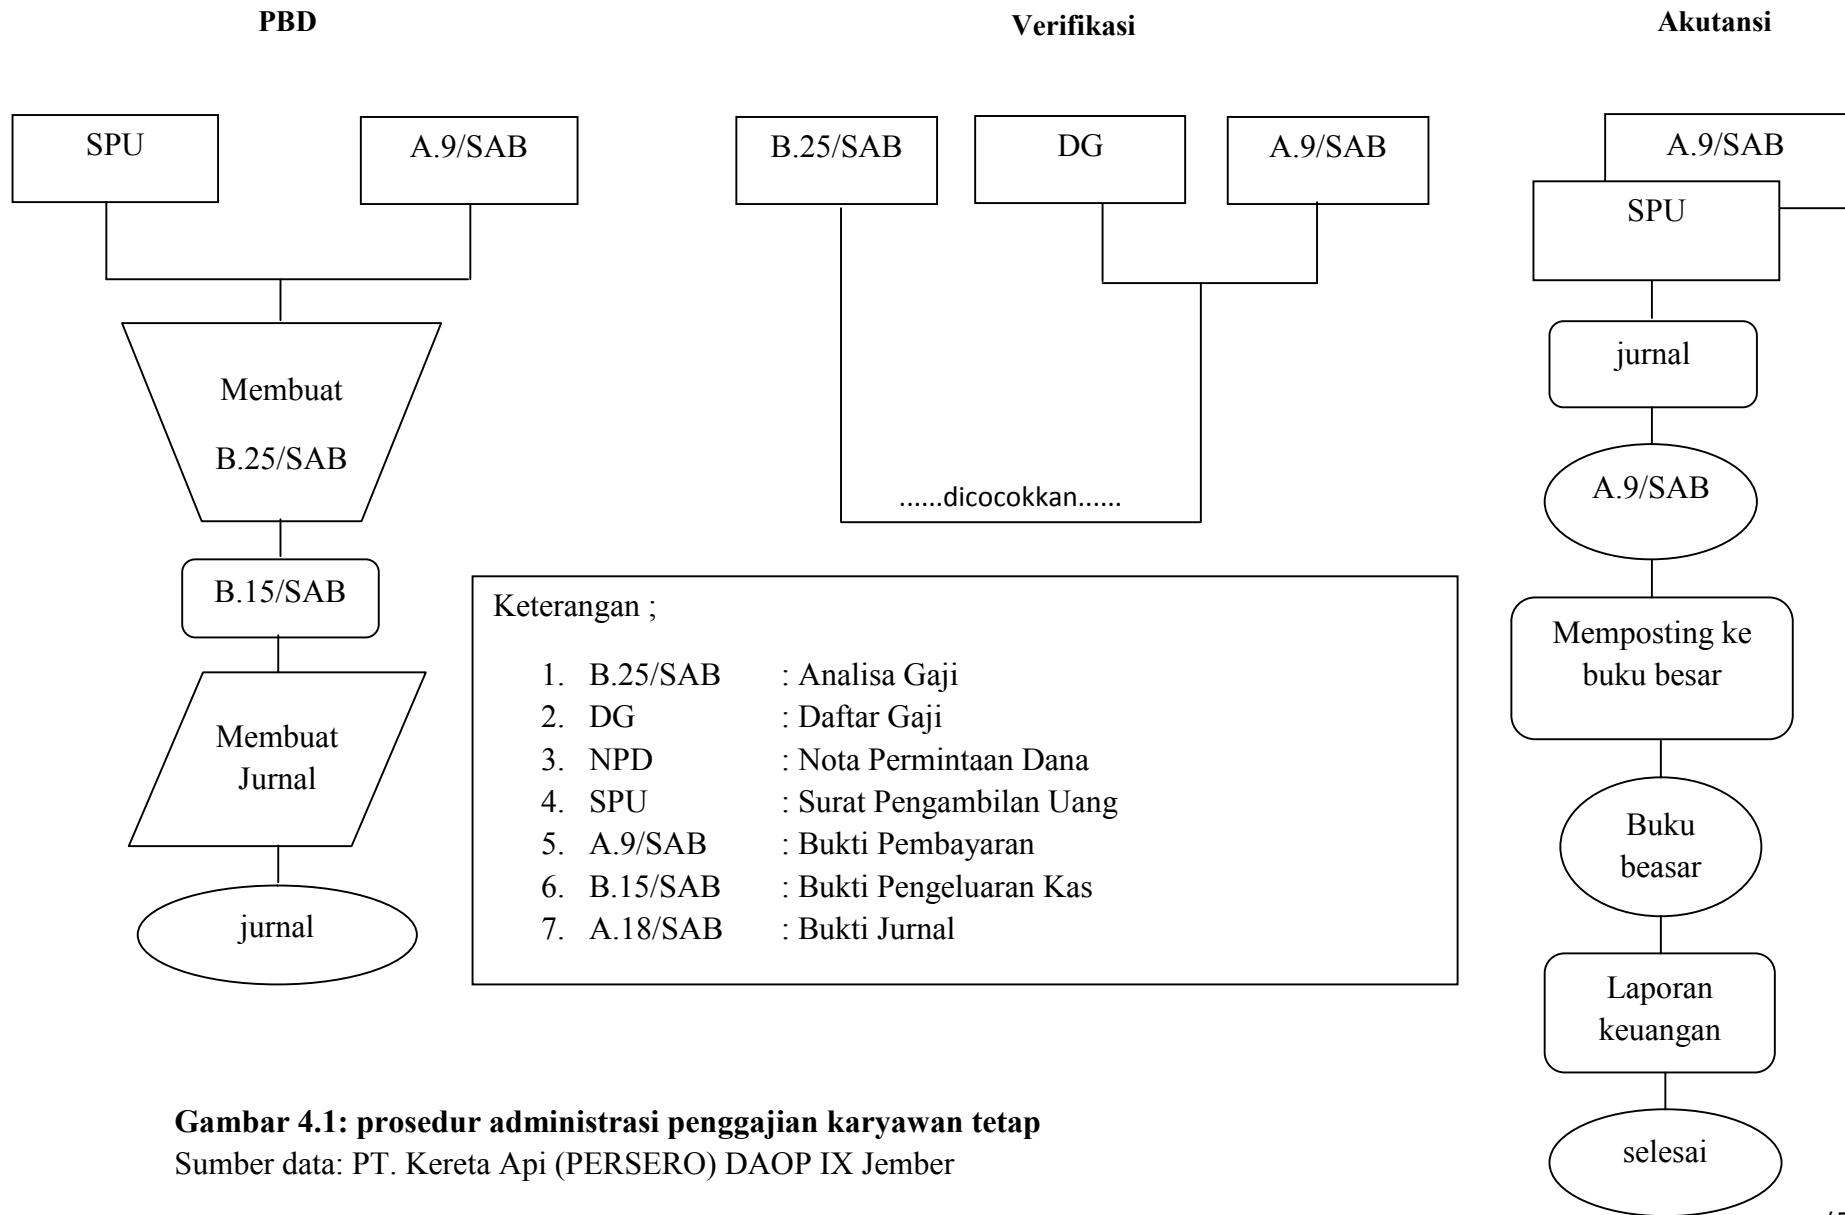 PBD
Verifikasi
Akutansi
SPU
A.9/SAB
Membuat
B.25/SAB
B.15/SAB
Membuat
Jurnal
jurnal
B.25/SAB
DG
A.9/SAB
......dicocokkan......
A.9/SAB
SPU
jurnal
A.9/SAB
Memposting ke
buku besar
Buku
beasar
Laporan
keuangan
selesai
Keterangan ;
1. B.25/SAB : Analisa Gaji
2. DG : Daftar Gaji
3. NPD : Nota Permintaan Dana
4. SPU : Surat Pengambilan Uang
5. A.9/SAB : Bukti Pembayaran
6. B.15/SAB : Bukti Pengeluaran Kas
7. A.18/SAB : Bukti Jurnal
Gambar 4.1: prosedur administrasi penggajian karyawan tetap
Sumber data: PT. Kereta Api (PERSERO) DAOP IX Jember